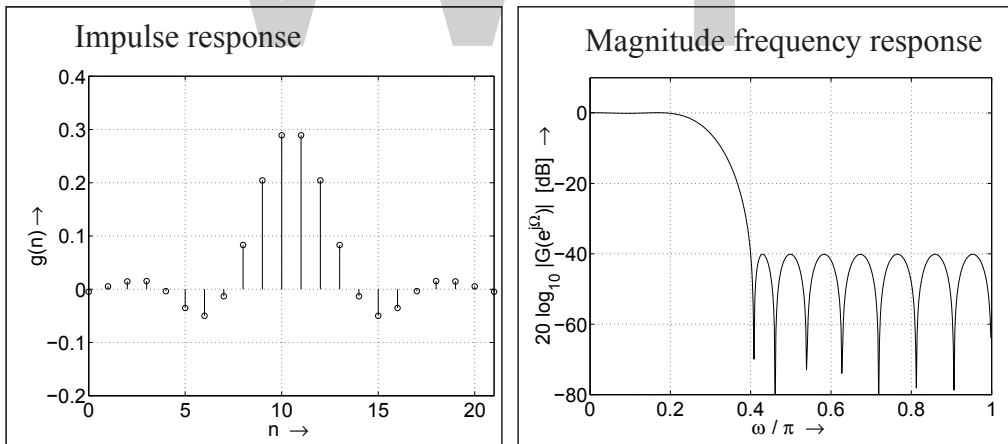 Impulse response
0.4
0.3
0.2
0.1
0
−0.1
−0.2
g(n) →
0 5 10 15 20
n →
Magnitude frequency response
0
−20
−40
−60
−80
20 log10 |G(e^jΩ)| [dB] →
0 0.2 0.4 0.6 0.8 1
ω / π →